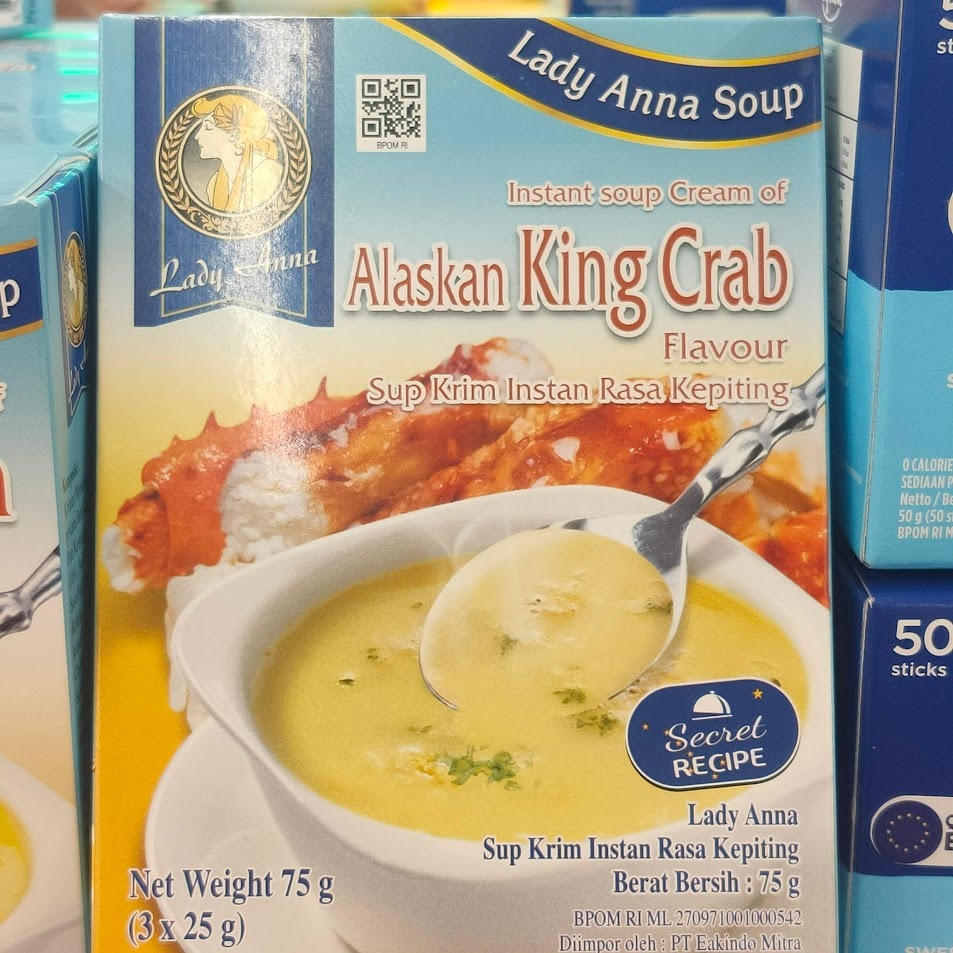 Lady Anna Soup
BPOM RI
Lady Anna
Instant soup Cream of
Alaskan King Crab
Flavour
Sup Krim Instan Rasa Kepiting
Secret
RECIPE
Lady Anna
Sup Krim Instan Rasa Kepiting
Berat Bersih : 75 g
Net Weight 75 g
(3 x 25 g)
BPOM RI ML 270971001000542
Diimpor oleh : PT Eakindo Mitra
0 CALORIE
SEDIAAN P
Netto / Be
50 g (50 s
BPOM RI M
50
sticks